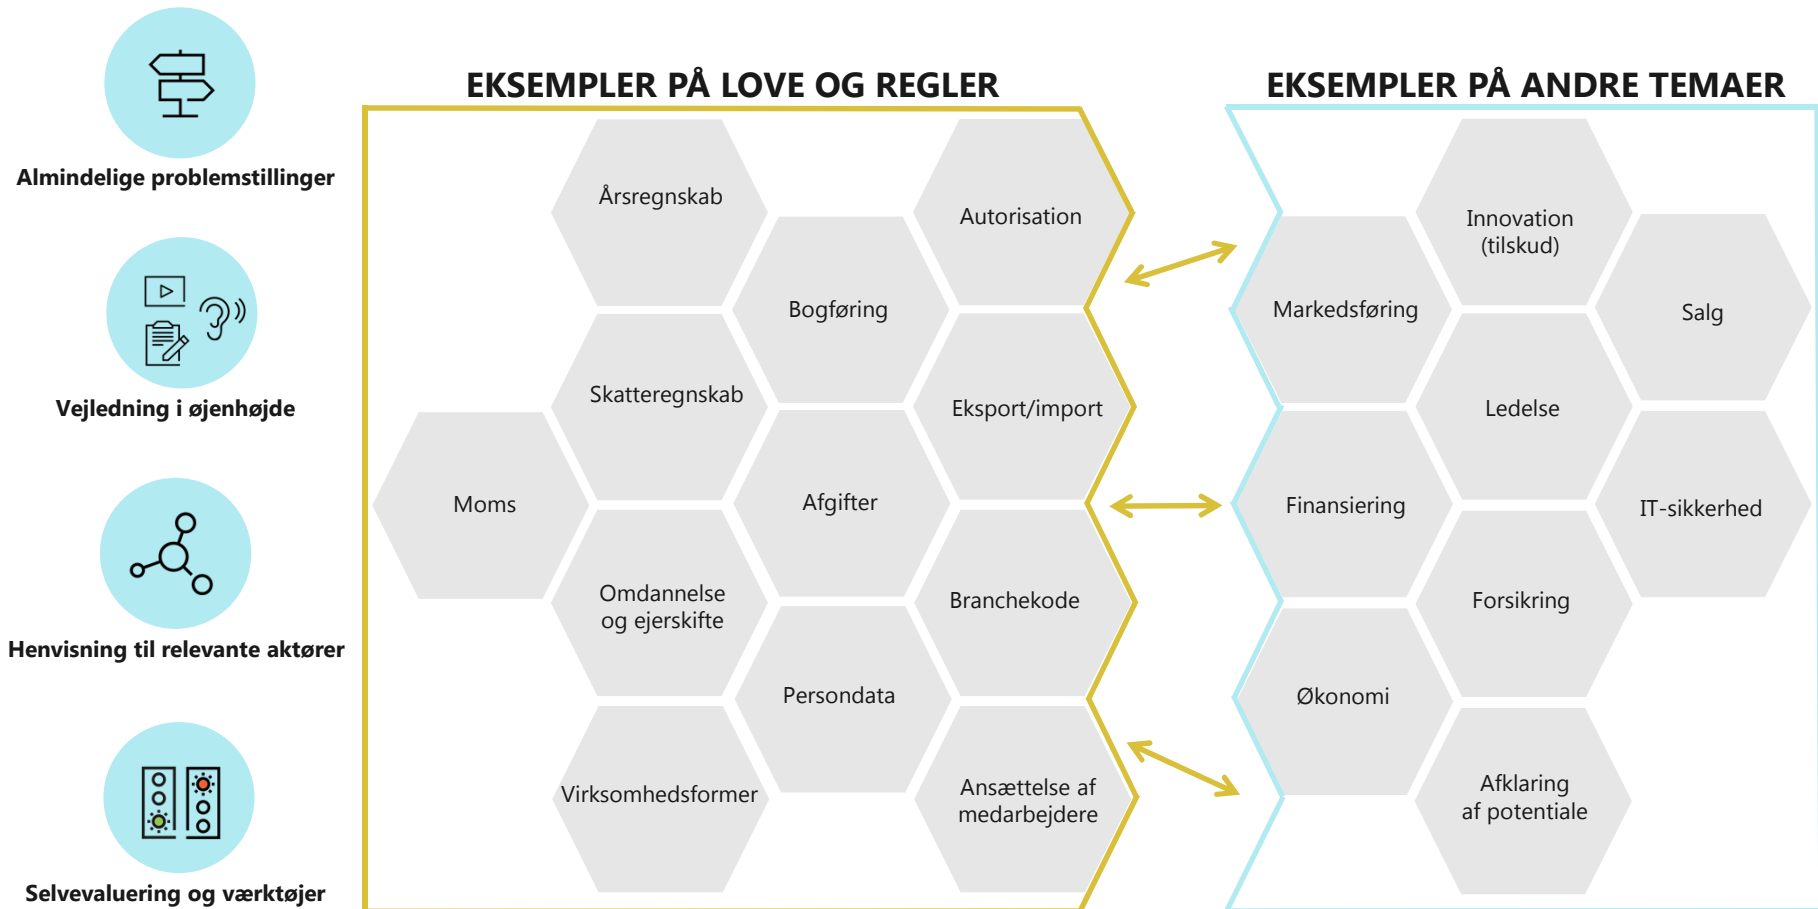 Almindelige problemstillinger
Vejledning i øjenhøjde
Henvisning til relevante aktører
Selvevaluering og værktøjer
EKSEMPLER PÅ LOVE OG REGLER
Årsregnskab
Autorisation
Bogføring
Skatteregnskab
Eksport/import
Moms
Afgifter
Omdannelse
og ejerskifte
Branchekode
Persondata
Virksomhedsformer
Ansættelse af
medarbejdere
EKSEMPLER PÅ ANDRE TEMAER
Innovation
(tilskud)
Markedsføring
Salg
Ledelse
Finansiering
IT-sikkerhed
Forsikring
Økonomi
Afklaring
af potentiale